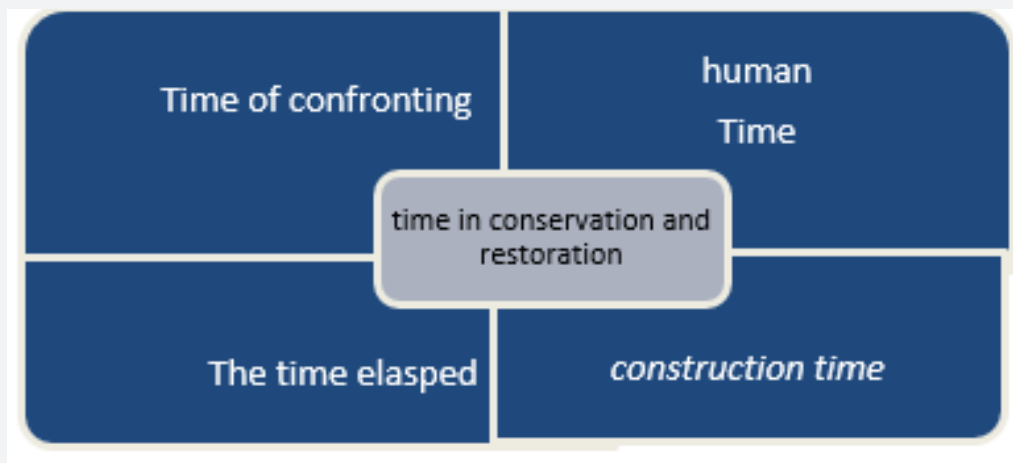 Time of confronting
human
Time
time in conservation and
restoration
The time elasped
construction time